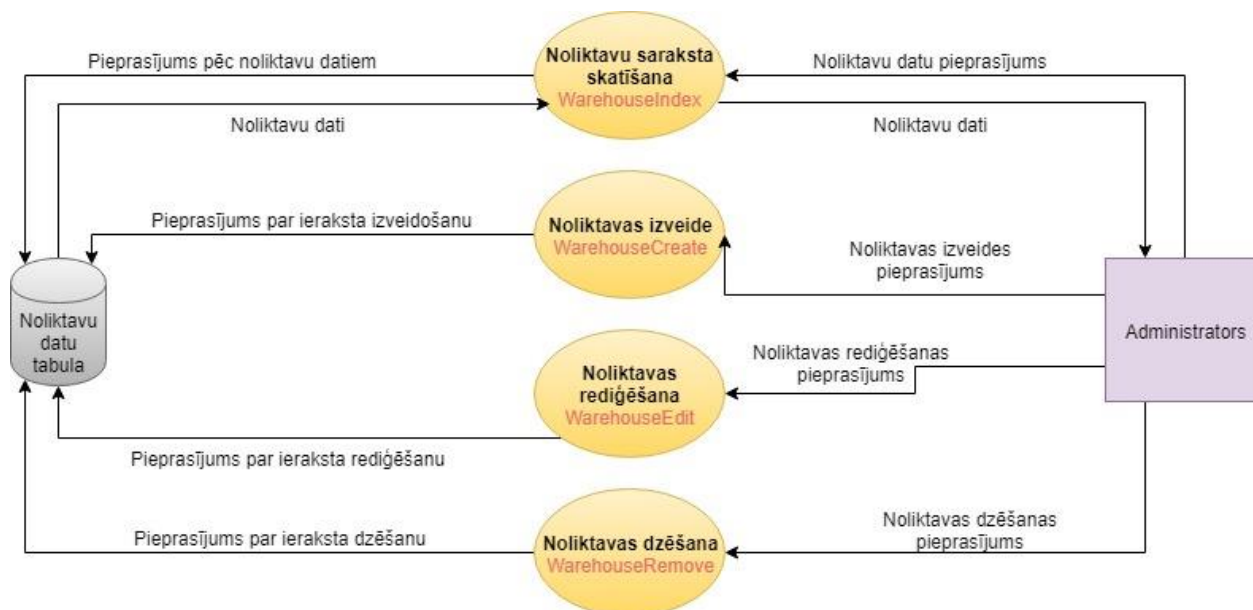 Pieprasījums pēc noliktavu datiem
Noliktavu saraksta
skatīšana
WarehouseIndex
Noliktavu datu pieprasījums
Noliktavu dati
Noliktavu dati
Pieprasījums par ieraksta izveidošanu
Noliktavas izveide
WarehouseCreate
Noliktavas izveides
pieprasījums
Noliktavu
datu
tabula
Administrators
Noliktavas
rediģēšana
WarehouseEdit
Noliktavas rediģēšanas
pieprasījums
Pieprasījums par ieraksta rediģēšanu
Pieprasījums par ieraksta dzēšanu
Noliktavas dzēšana
WarehouseRemove
Noliktavas dzēšanas
pieprasījums